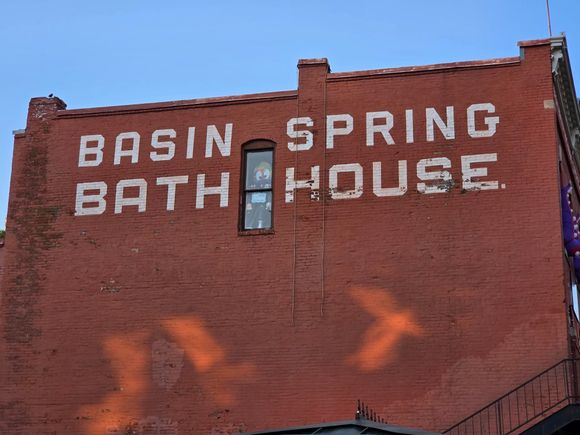 BASIN SPRING
BATH HOUSE.